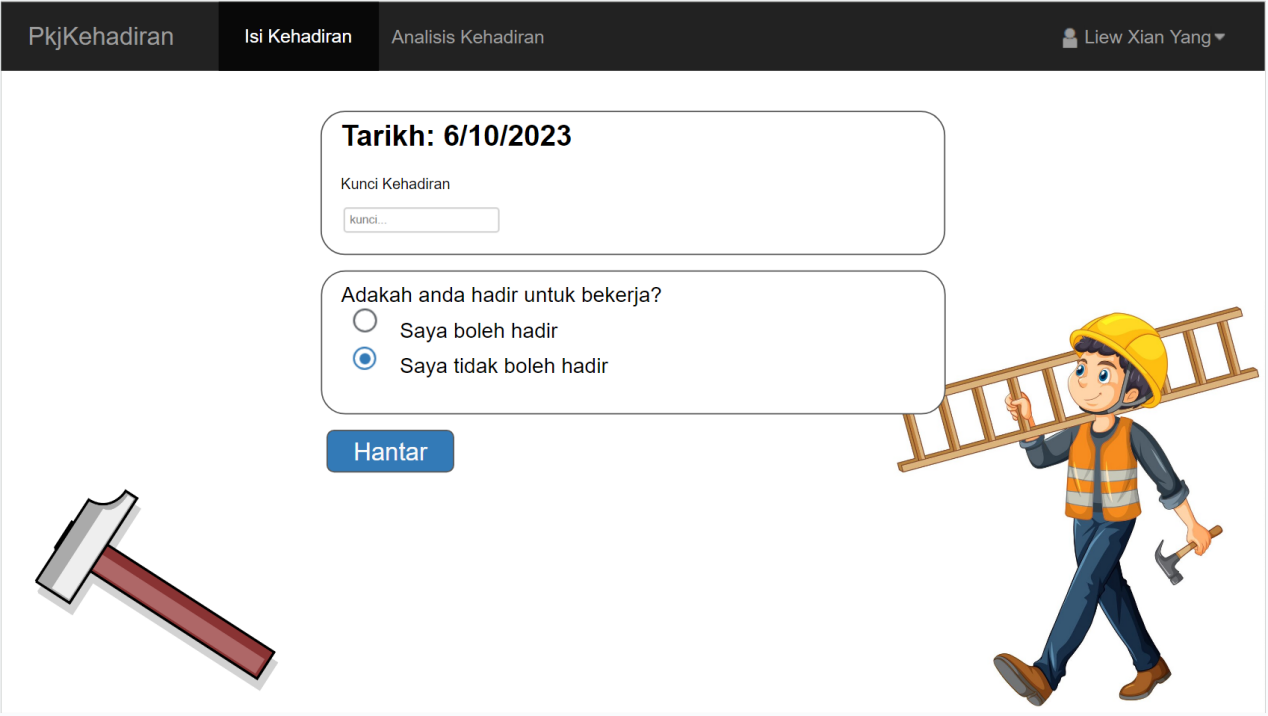 PkjKehadiran Isi Kehadiran Analisis Kehadiran Liew Xian Yang
Tarikh: 6/10/2023
Kunci Kehadiran
kunci...
Adakah anda hadir untuk bekerja?
Saya boleh hadir
Saya tidak boleh hadir
Hantar